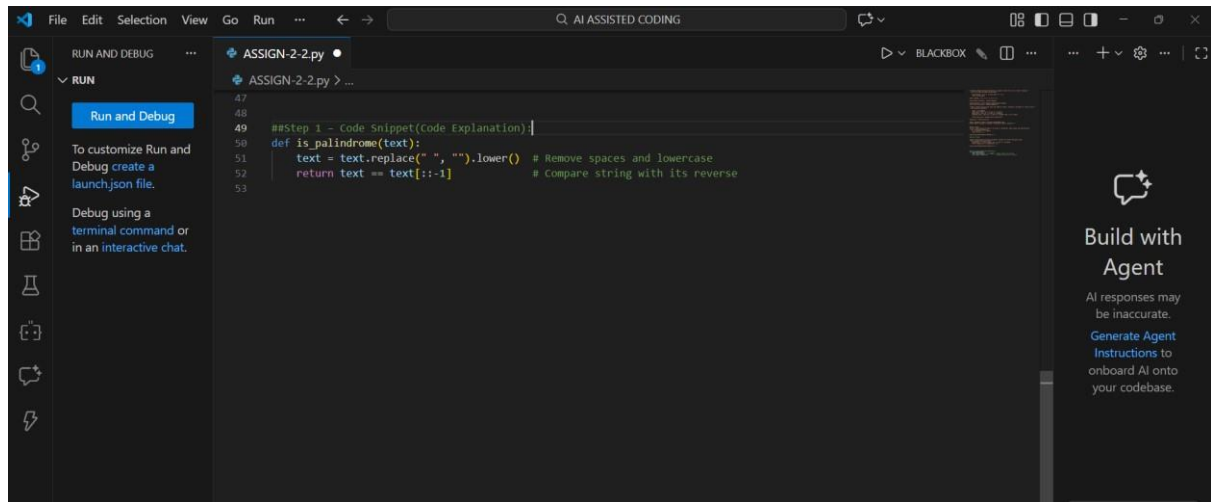 File Edit Selection View Go Run ... AI ASSISTED CODING
RUN AND DEBUG ...
RUN
Run and Debug
To customize Run and
Debug create a
launch.json file.
Debug using a
terminal command or
in an interactive chat.
1
ASSIGN-2-2.py
BLACKBOX ...
ASSIGN-2-2.py > ...
47
48
49 ##Step 1 - Code Snippet(Code Explanation):
50 def is_palindrome(text):
51 text = text.replace(" ", "").lower() # Remove spaces and lowercase
52 return text == text[::-1] # Compare string with its reverse
53
Build with
Agent
AI responses may
be inaccurate.
Generate Agent
Instructions to
onboard AI onto
your codebase.